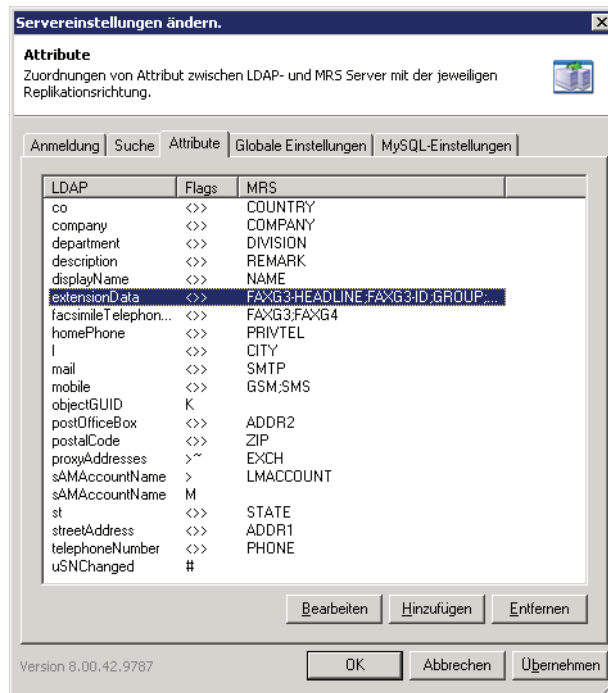 Servereinstellungen ändern.
Attribute
Zuordnungen von Attribut zwischen LDAP- und MRS Server mit der jeweiligen
Replikationsrichtung.
Anmeldung Suche Attribute Globale Einstellungen MySQL-Einstellungen
LDAP Flags MRS
co <>> COUNTRY
company <>> COMPANY
department <>> DIVISION
description <>> REMARK
displayName <>> NAME
extensionData <>> FAXG3-HEADLINE;FAXG3-ID;GROUP;...
facsimileTelephon... <>> FAXG3;FAXG4
homePhone <>> PRIVTEL
l <>> CITY
mail <>> SMTP
mobile <>> GSM;SMS
objectGUID K
postOfficeBox <>> ADDR2
postalCode <>> ZIP
proxyAddresses >~ EXCH
sAMAccountName > LMACCOUNT
sAMAccountName M
st <>> STATE
streetAddress <>> ADDR1
telephoneNumber <>> PHONE
uSNChanged #
Bearbeiten Hinzufügen Entfernen
Version 8.00.42.9787 OK Abbrechen Übernehmen